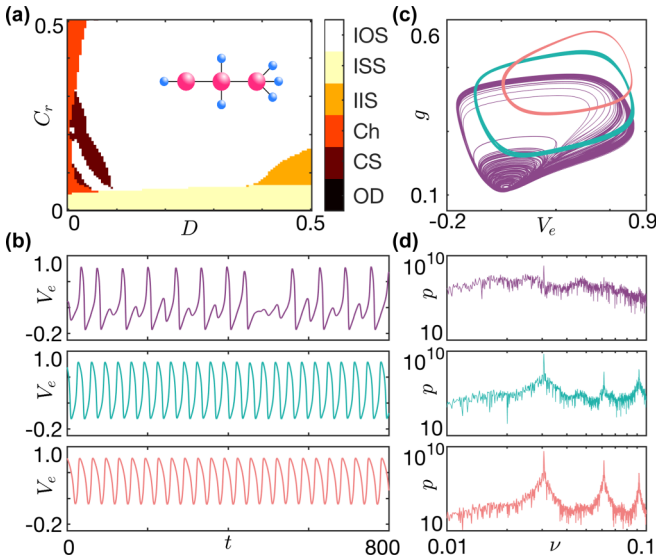 (a)
0.5
C_r
0
0
D
0.5
IOS
ISS
IIS
Ch
CS
OD
(c)
0.6
g
0.1
-0.2
V_e
0.9
(b)
1.0
V_e
-0.2
1.0
V_e
-0.2
1.0
V_e
-0.2
0
t
800
(d)
10^10
p
10
10^10
p
10
10^10
p
10
0.01
ν
0.1